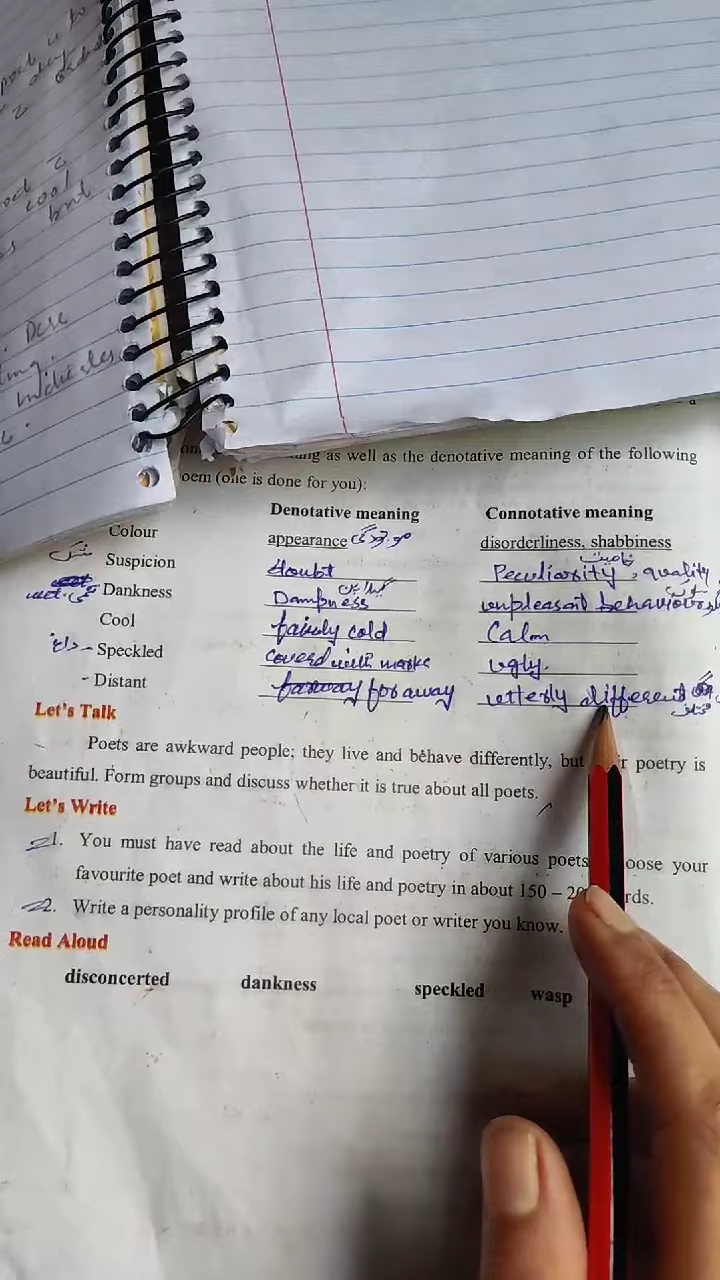 cool
but
Dese
as well as the denotative meaning of the following
oem (one is done for you):
Denotative meaning Connotative meaning
Colour appearance disorderliness, shabbiness
Suspicion doubt Peculiarity, quality
Dankness Dampness unpleasant behaviour
Cool fairly cold Calm
داغ - Speckled coverd with marks ugly.
- Distant far away utterly different
Let's Talk
Poets are awkward people; they live and behave differently, but poetry is
beautiful. Form groups and discuss whether it is true about all poets.
Let's Write
1. You must have read about the life and poetry of various poets oose your
favourite poet and write about his life and poetry in about 150 – 2 rds.
2. Write a personality profile of any local poet or writer you know.
Read Aloud
disconcerted dankness speckled wasp